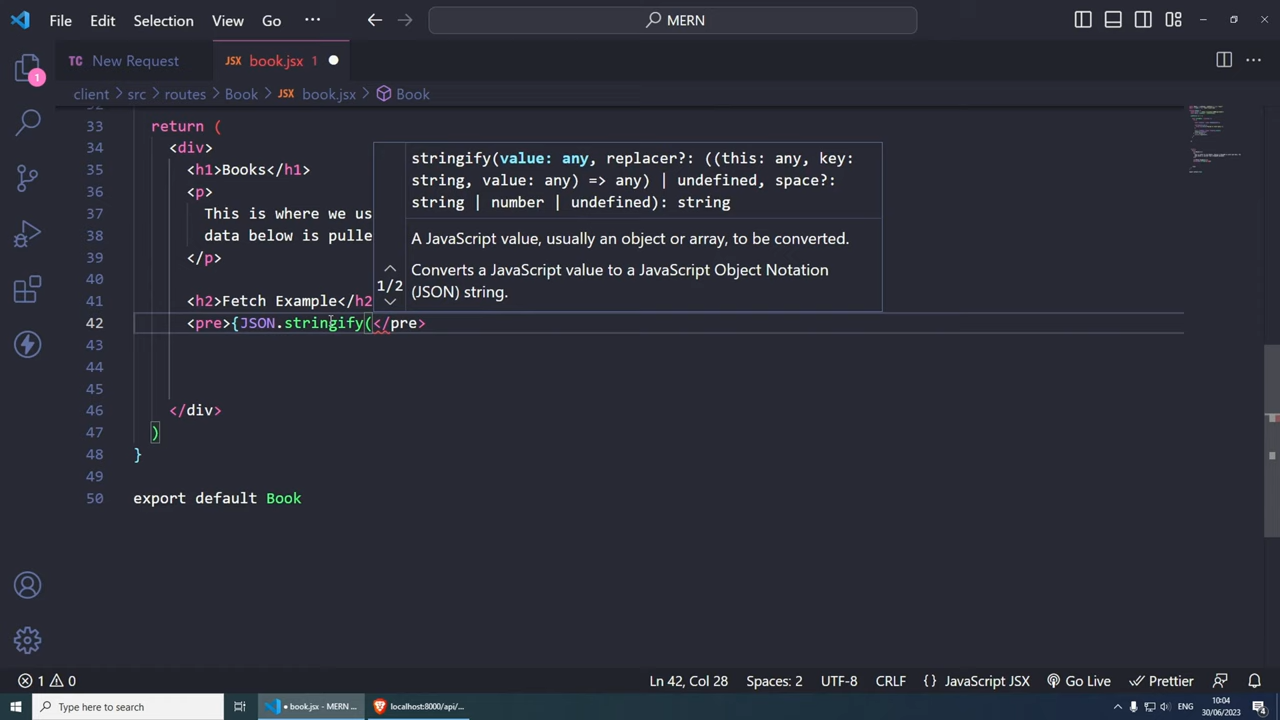 File Edit Selection View Go ··· MERN
TC New Request JSX book.jsx 1
client > src > routes > Book > JSX book.jsx > Book
1
33 return (
34 <div>
35 <h1>Books</h1>
36 <p>
37 This is where we us
38 data below is pulle
39 </p>
40
41 <h2>Fetch Example</h2
42 <pre>{JSON.stringify(</pre>
43
44
45
46 </div>
47 )
48 }
49
50 export default Book
stringify(value: any, replacer?: ((this: any, key:
string, value: any) => any) | undefined, space?:
string | number | undefined): string
A JavaScript value, usually an object or array, to be converted.
1/2
Converts a JavaScript value to a JavaScript Object Notation
(JSON) string.
1 0 Ln 42, Col 28 Spaces: 2 UTF-8 CRLF {} JavaScript JSX Go Live Prettier
Type here to search book.jsx - MERN ... localhost:8000/api/... ENG 10:04
30/06/2023
4